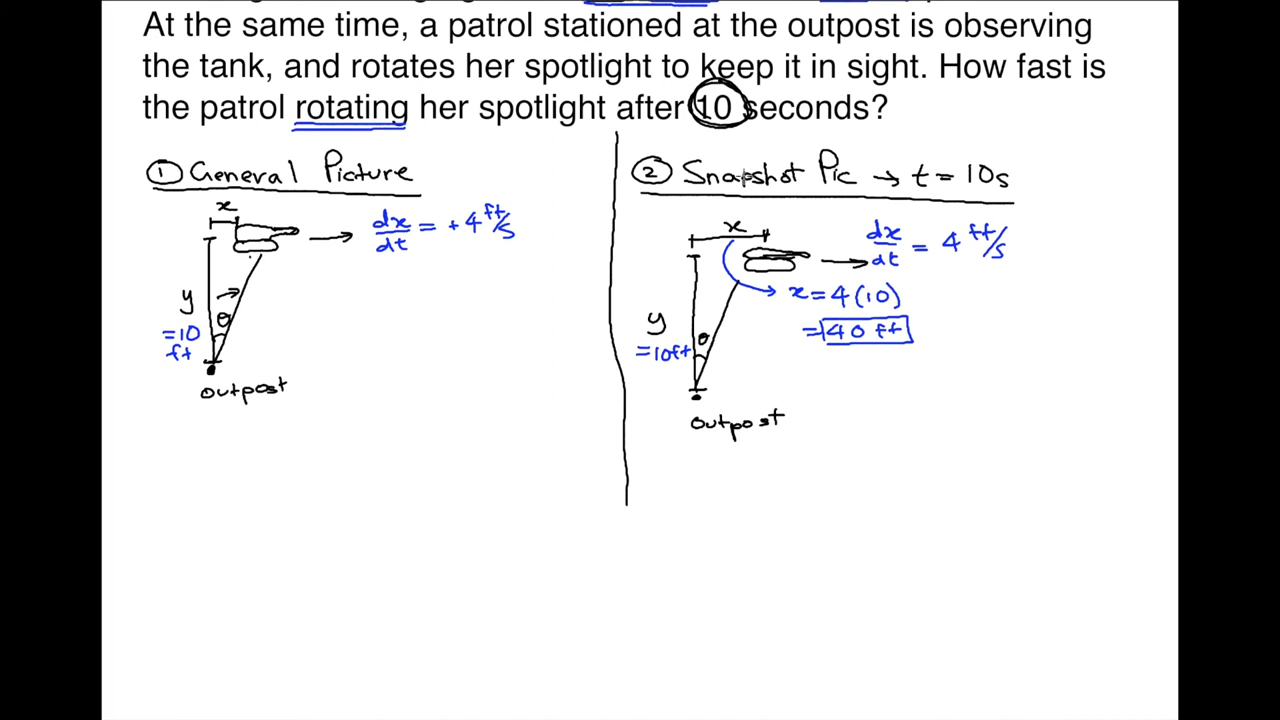 At the same time, a patrol stationed at the outpost is observing
the tank, and rotates her spotlight to keep it in sight. How fast is
the patrol rotating her spotlight after 10 seconds?
① General Picture
x
dx/dt = +4 ft/s
y
=10
ft
θ
outpost
② Snapshot Pic → t = 10s
x
dx/dt = 4 ft/s
x = 4(10)
= 40 ft
y
=10ft
θ
outpost